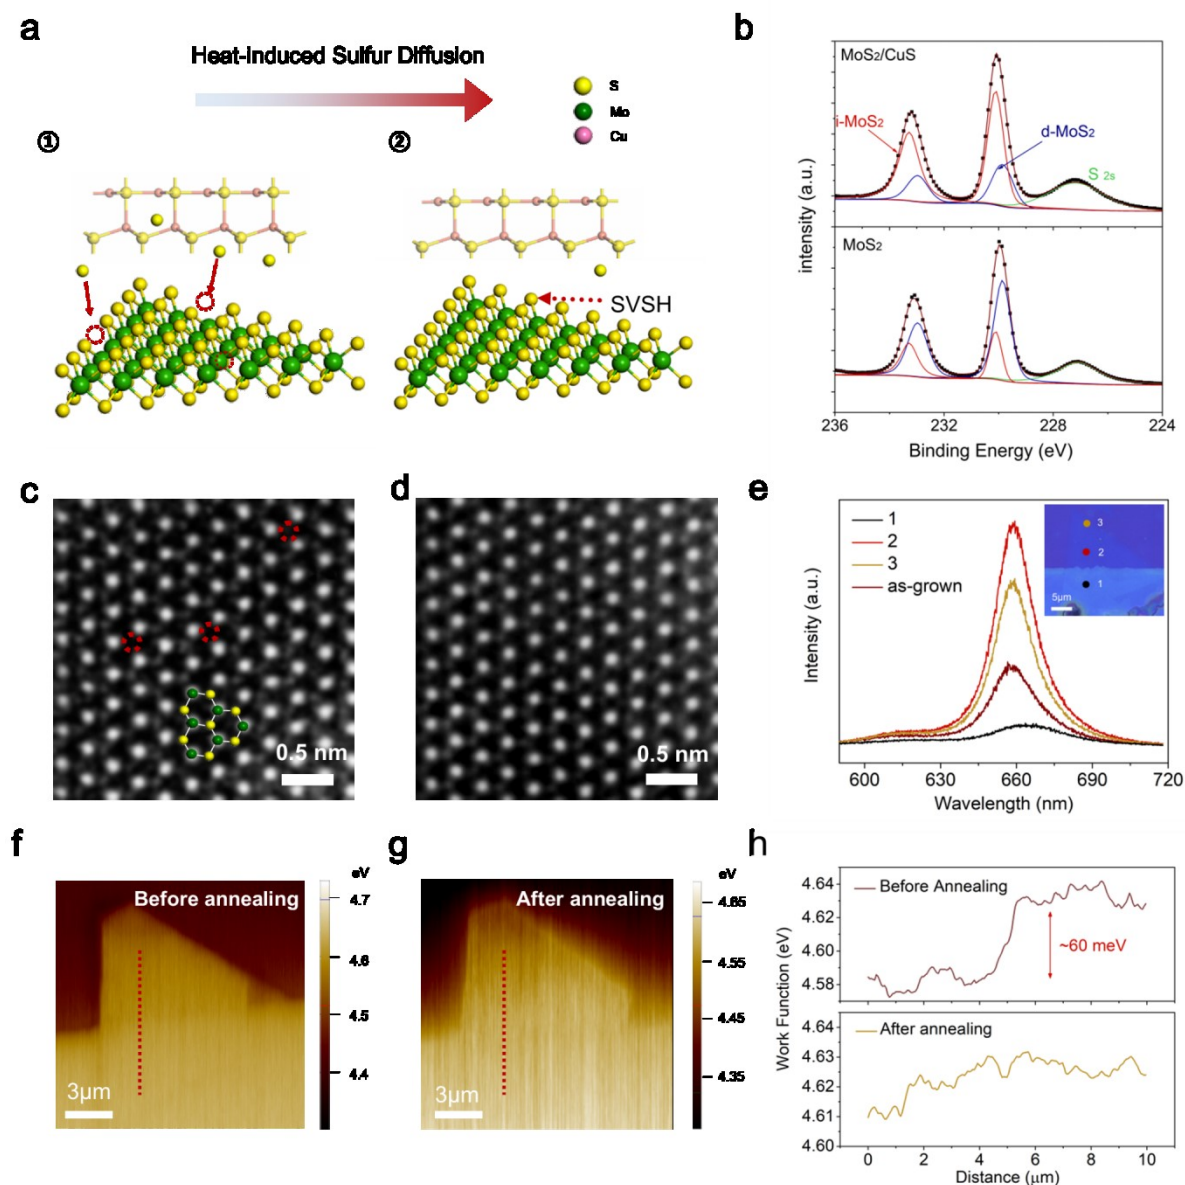 a
Heat-induced Sulfur Diffusion
S
Mo
Cu
①
②
SVSH
b
MoS2/CuS
i-MoS2
d-MoS2
S 2s
MoS2
intensity (a.u.)
236 232 228 224
Binding Energy (eV)
c
0.5 nm
d
0.5 nm
e
1
2
3
as-grown
3
2
1
5μm
Intensity (a.u.)
600 630 660 690 720
Wavelength (nm)
f
Before annealing
3μm
eV
4.7
4.6
4.5
4.4
g
After annealing
3μm
eV
4.65
4.55
4.45
4.35
h
4.64
4.62
4.60
4.58
Before Annealing
~60 meV
4.64
4.63
4.62
4.61
4.60
After annealing
Work Function (eV)
0 2 4 6 8 10
Distance (μm)